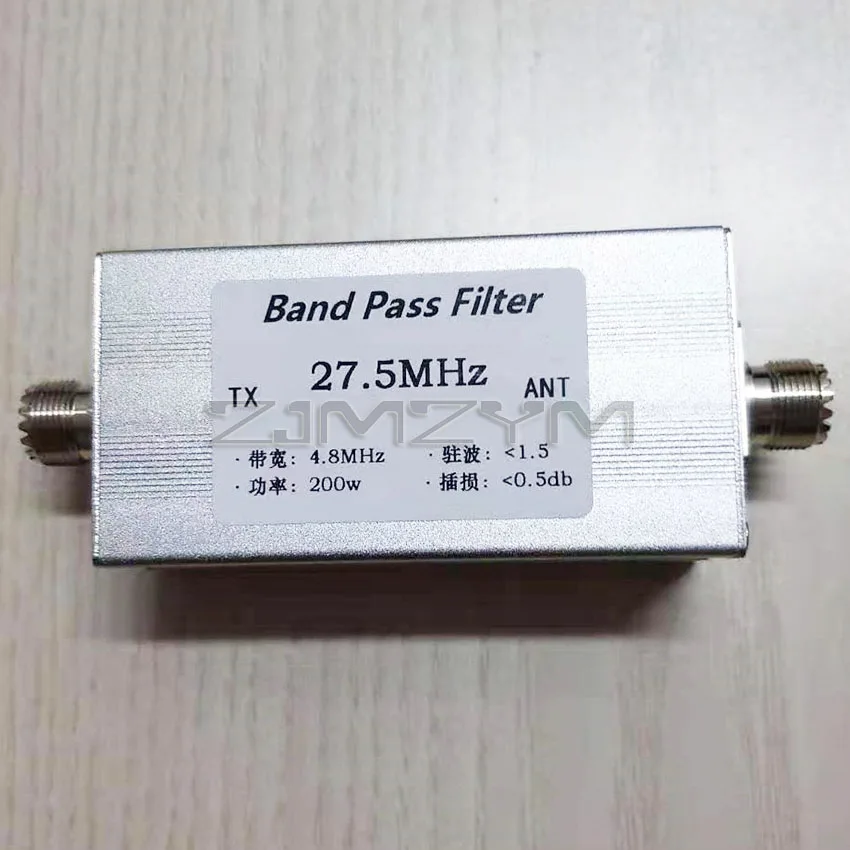 Band Pass Filter
27.5MHz
TX
ANT
ZJMZYM
· 带宽: 4.8MHz · 驻波: <1.5
· 功率: 200w · 插损: <0.5db